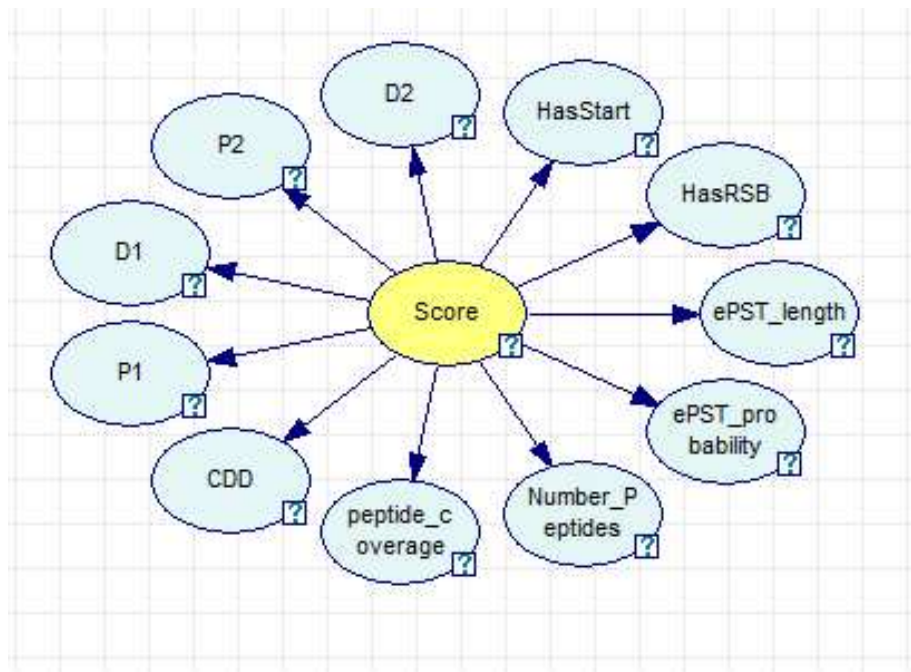 D2
?
HasStart
?
P2
?
HasRSB
?
D1
?
Score
?
ePST_length
?
P1
?
ePST_pro
bability
?
CDD
?
peptide_c
overage
?
Number_P
eptides
?